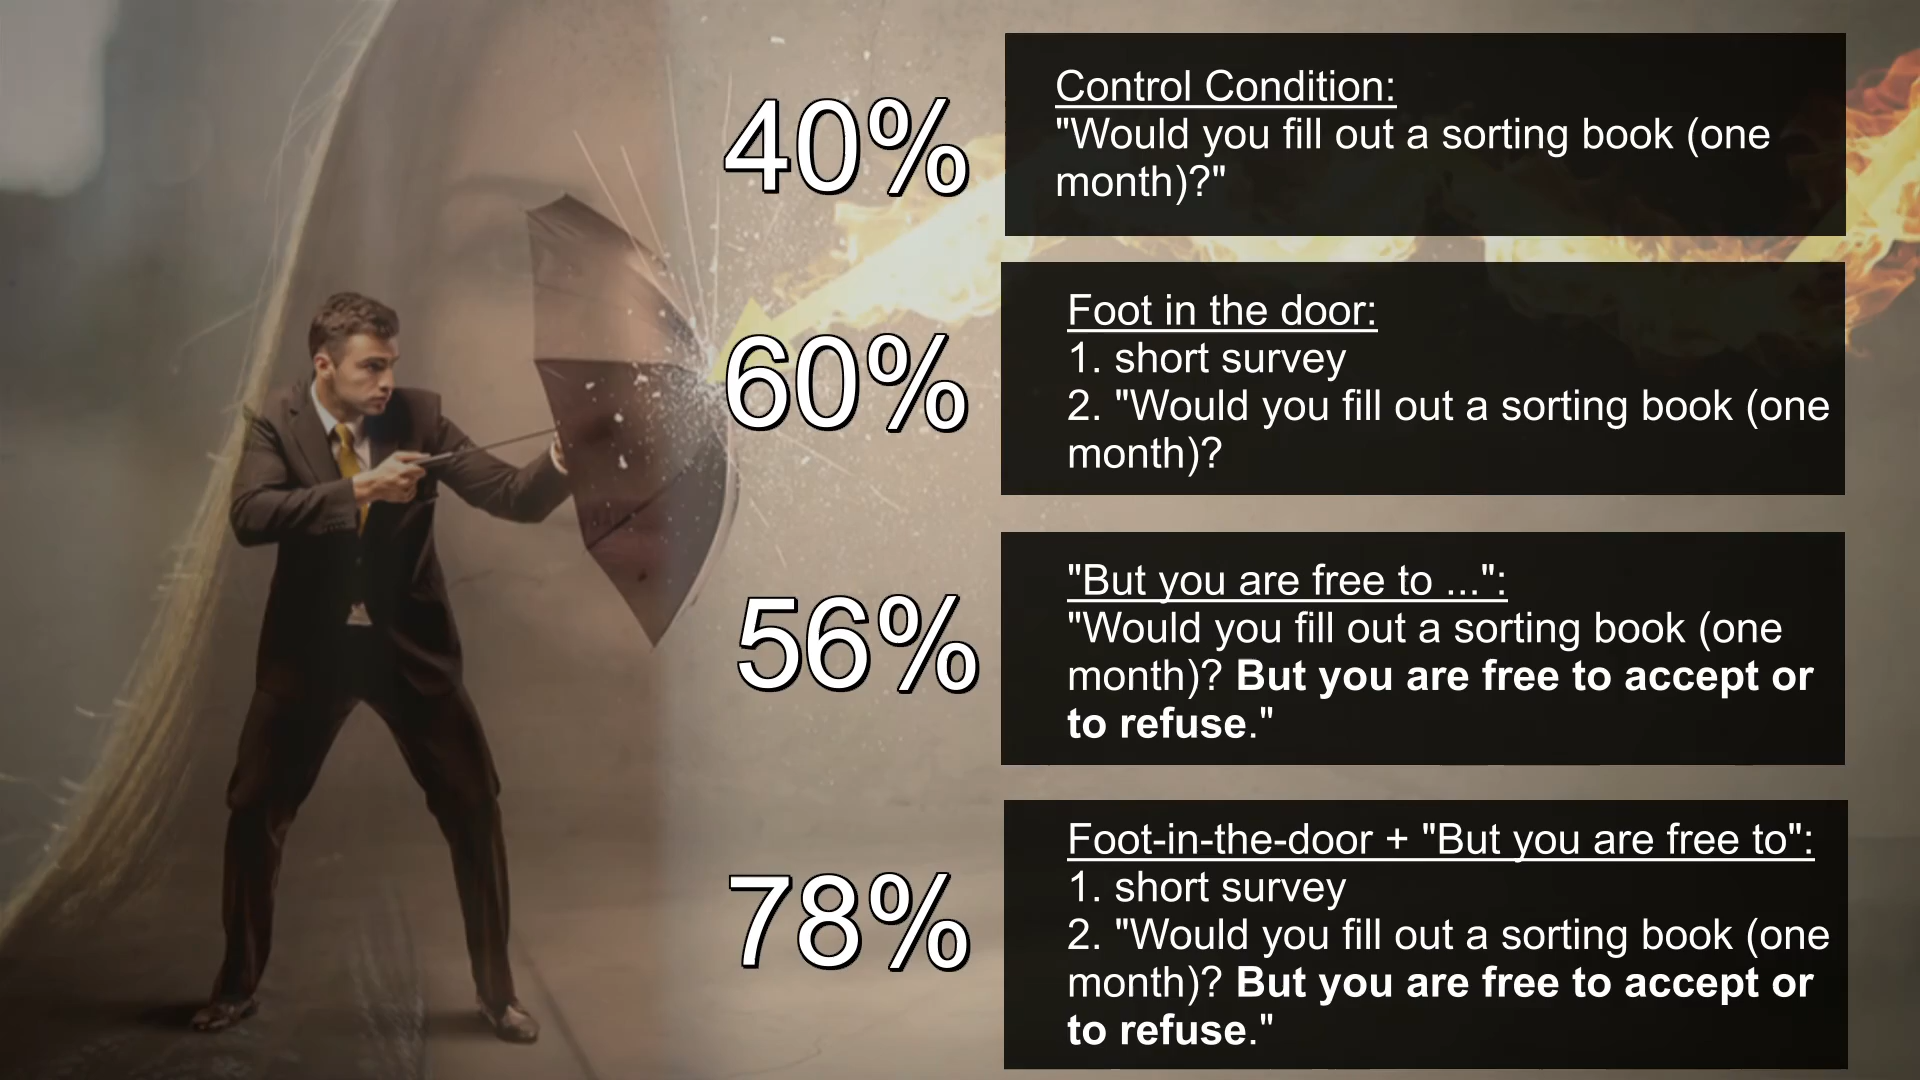 40%
Control Condition:
"Would you fill out a sorting book (one
month)?"
60%
Foot in the door:
1. short survey
2. "Would you fill out a sorting book (one
month)?
56%
"But you are free to ...":
"Would you fill out a sorting book (one
month)? But you are free to accept or
to refuse."
78%
Foot-in-the-door + "But you are free to":
1. short survey
2. "Would you fill out a sorting book (one
month)? But you are free to accept or
to refuse."